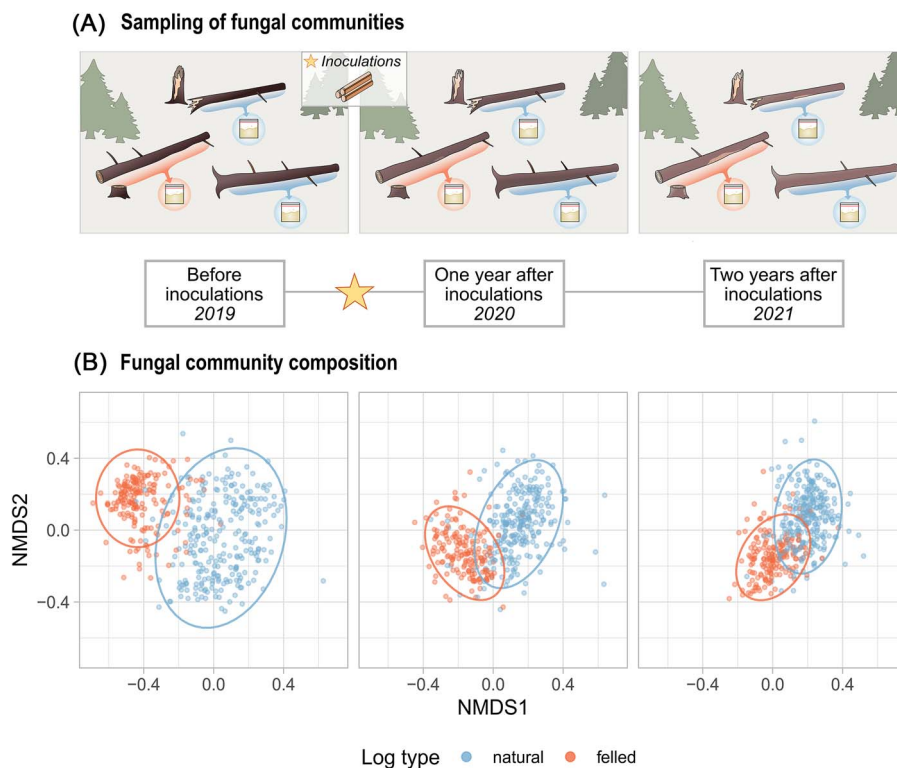 (A) Sampling of fungal communities
Inoculations
Before
inoculations
2019
One year after
inoculations
2020
Two years after
inoculations
2021
(B) Fungal community composition
NMDS2
0.4
0.0
−0.4
−0.4 0.0 0.4
−0.4 0.0 0.4
−0.4 0.0 0.4
NMDS1
Log type natural felled